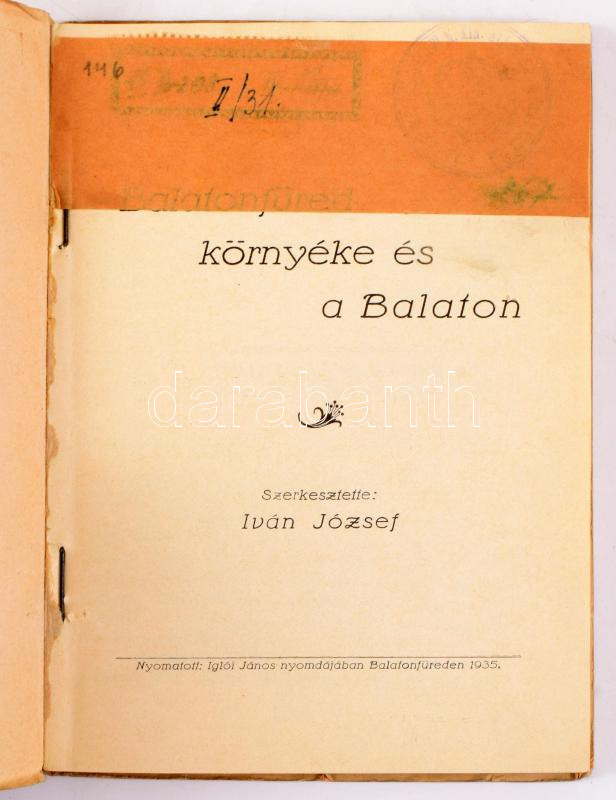 146
II/31.
Balatonfüred
környéke és
a Balaton
darabanth
Szerkesztette:
Iván József
Nyomatott: Iglói János nyomdájában Balatonfüreden 1935.